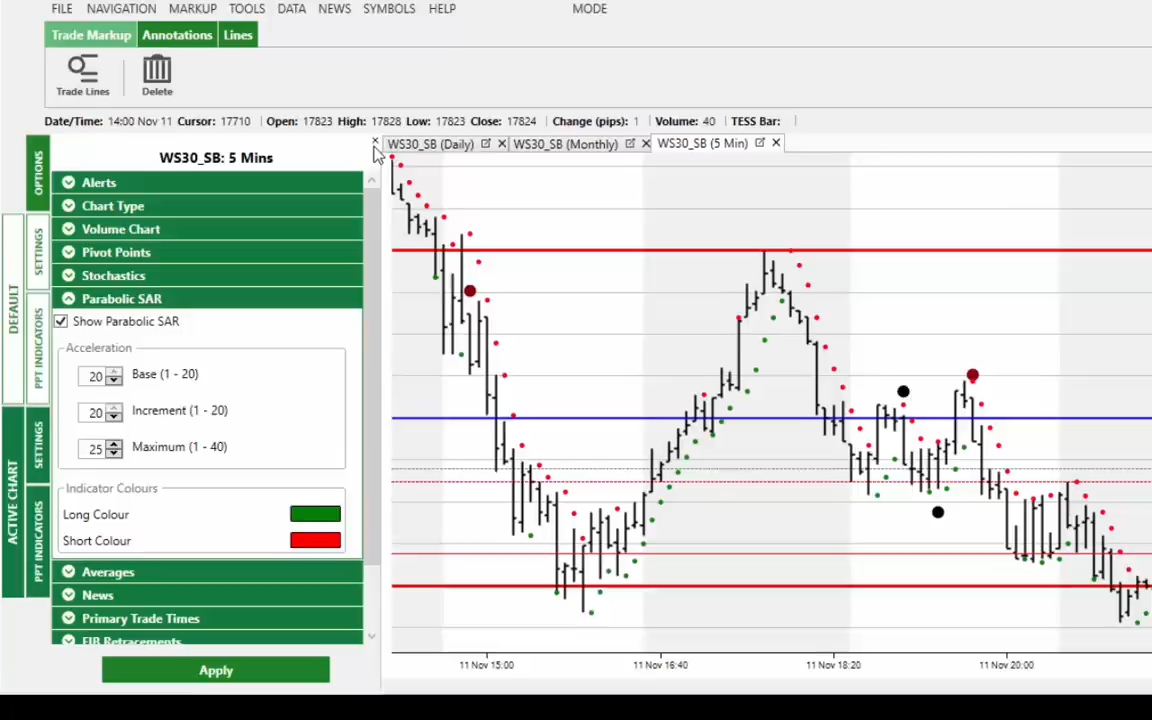 FILE NAVIGATION MARKUP TOOLS DATA NEWS SYMBOLS HELP MODE
Trade Markup Annotations Lines
Trade Lines Delete
Date/Time: 14:00 Nov 11 Cursor: 17710 | Open: 17823 High: 17828 Low: 17823 Close: 17824 | Change (pips): 1 | Volume: 40 | TESS Bar: |
WS30_SB (Daily) WS30_SB (Monthly) WS30_SB (5 Min)
OPTIONS
SETTINGS
PPT INDICATORS
DEFAULT
SETTINGS
PPT INDICATORS
ACTIVE CHART
WS30_SB: 5 Mins
Alerts
Chart Type
Volume Chart
Pivot Points
Stochastics
Parabolic SAR
Show Parabolic SAR
Acceleration
20 Base (1 - 20)
20 Increment (1 - 20)
25 Maximum (1 - 40)
Indicator Colours
Long Colour
Short Colour
Averages
News
Primary Trade Times
FIB Retracements
Apply
11 Nov 15:00 11 Nov 16:40 11 Nov 18:20 11 Nov 20:00